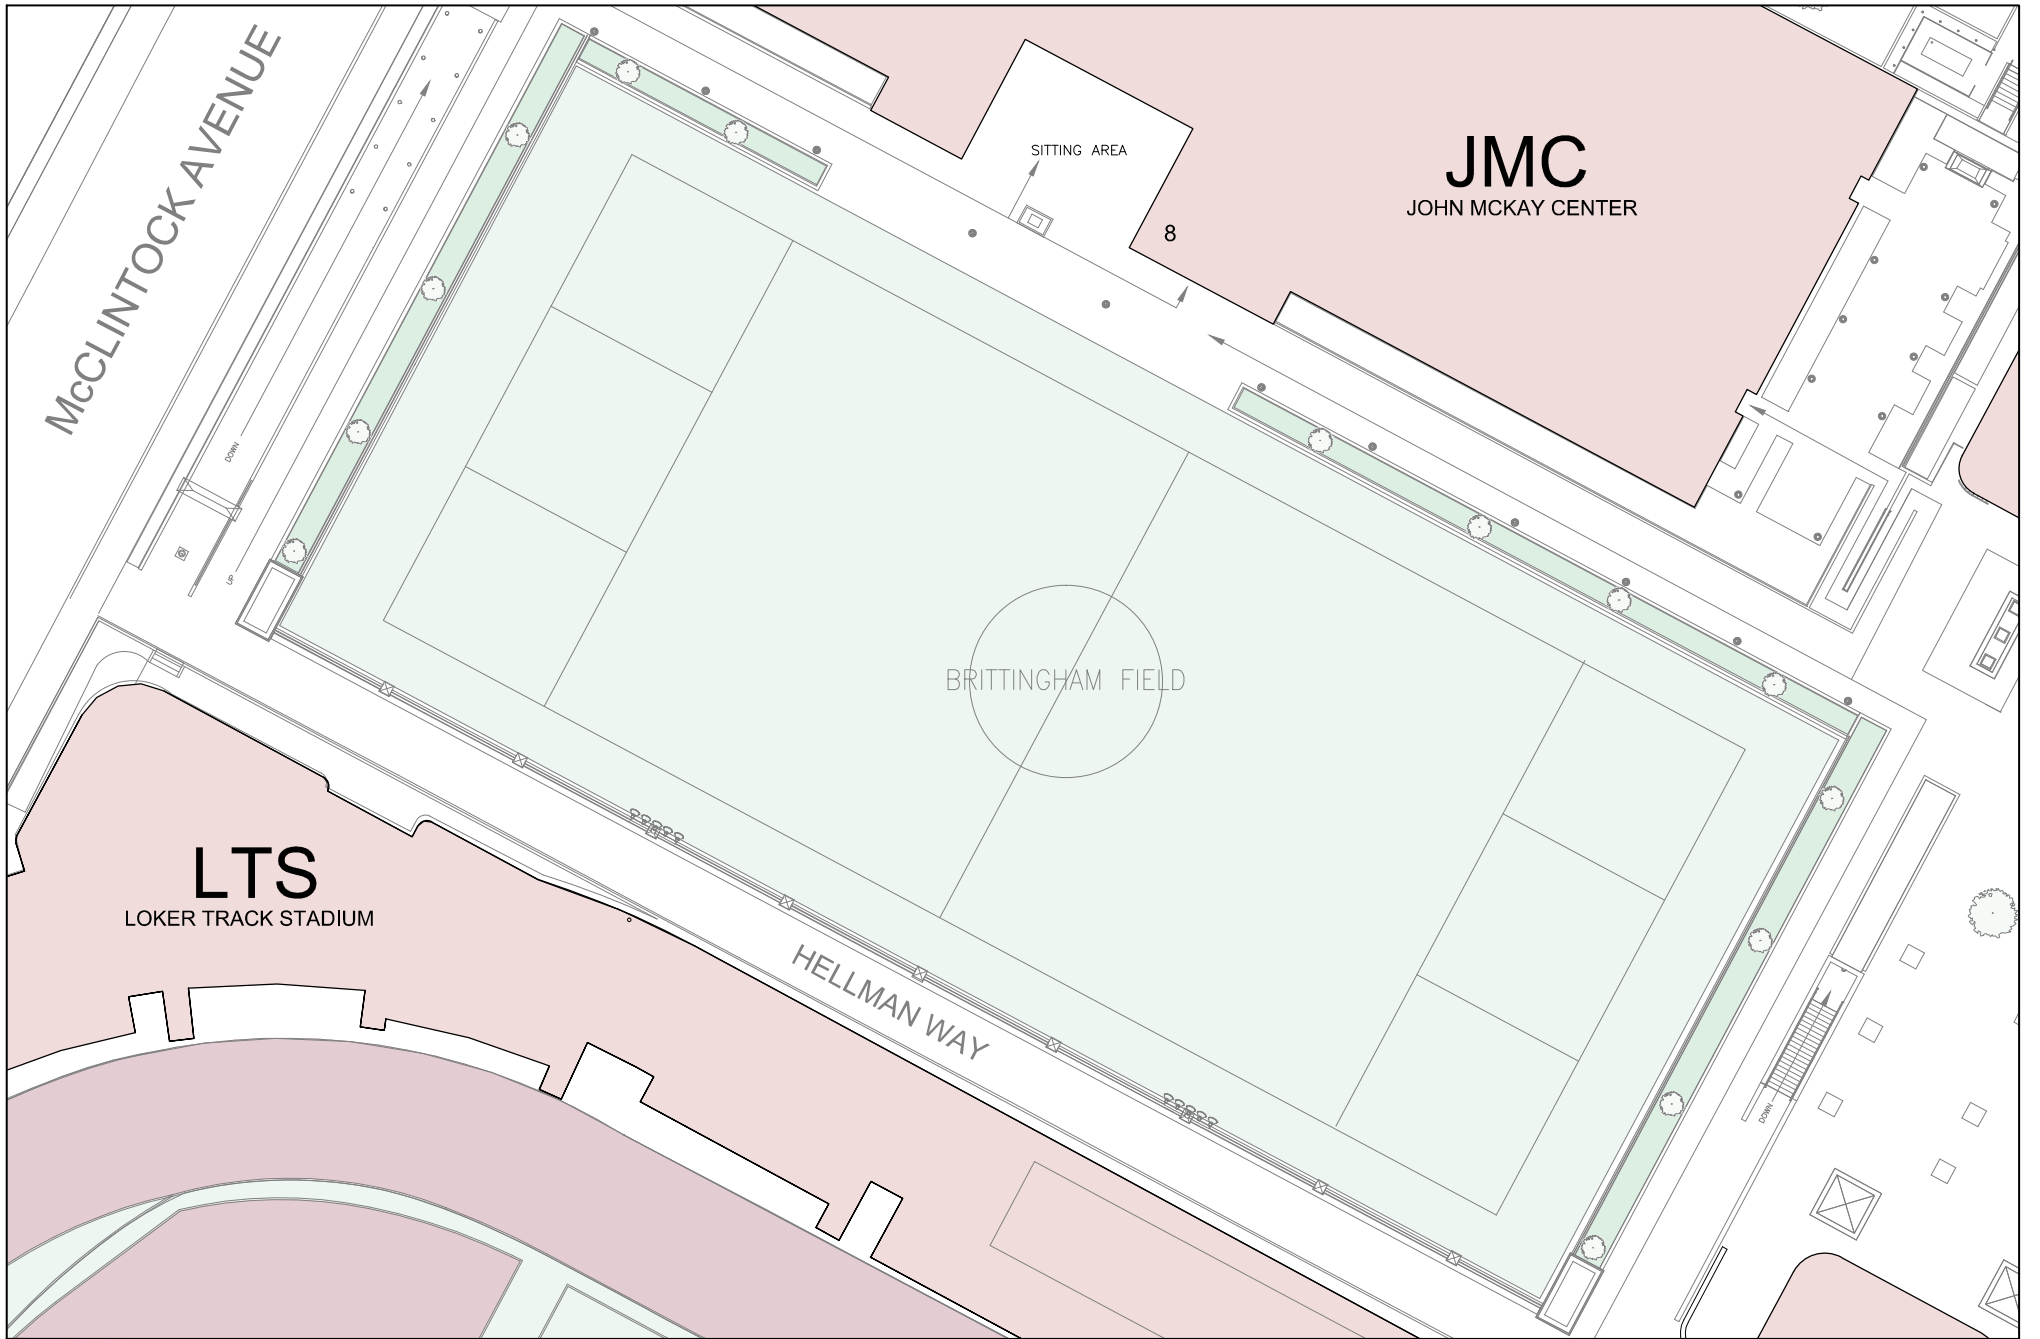 McCLINTOCK AVENUE
SITTING AREA
JMC
JOHN MCKAY CENTER
8
DOWN
UP
BRITTINGHAM FIELD
LTS
LOKER TRACK STADIUM
HELLMAN WAY
DOWN